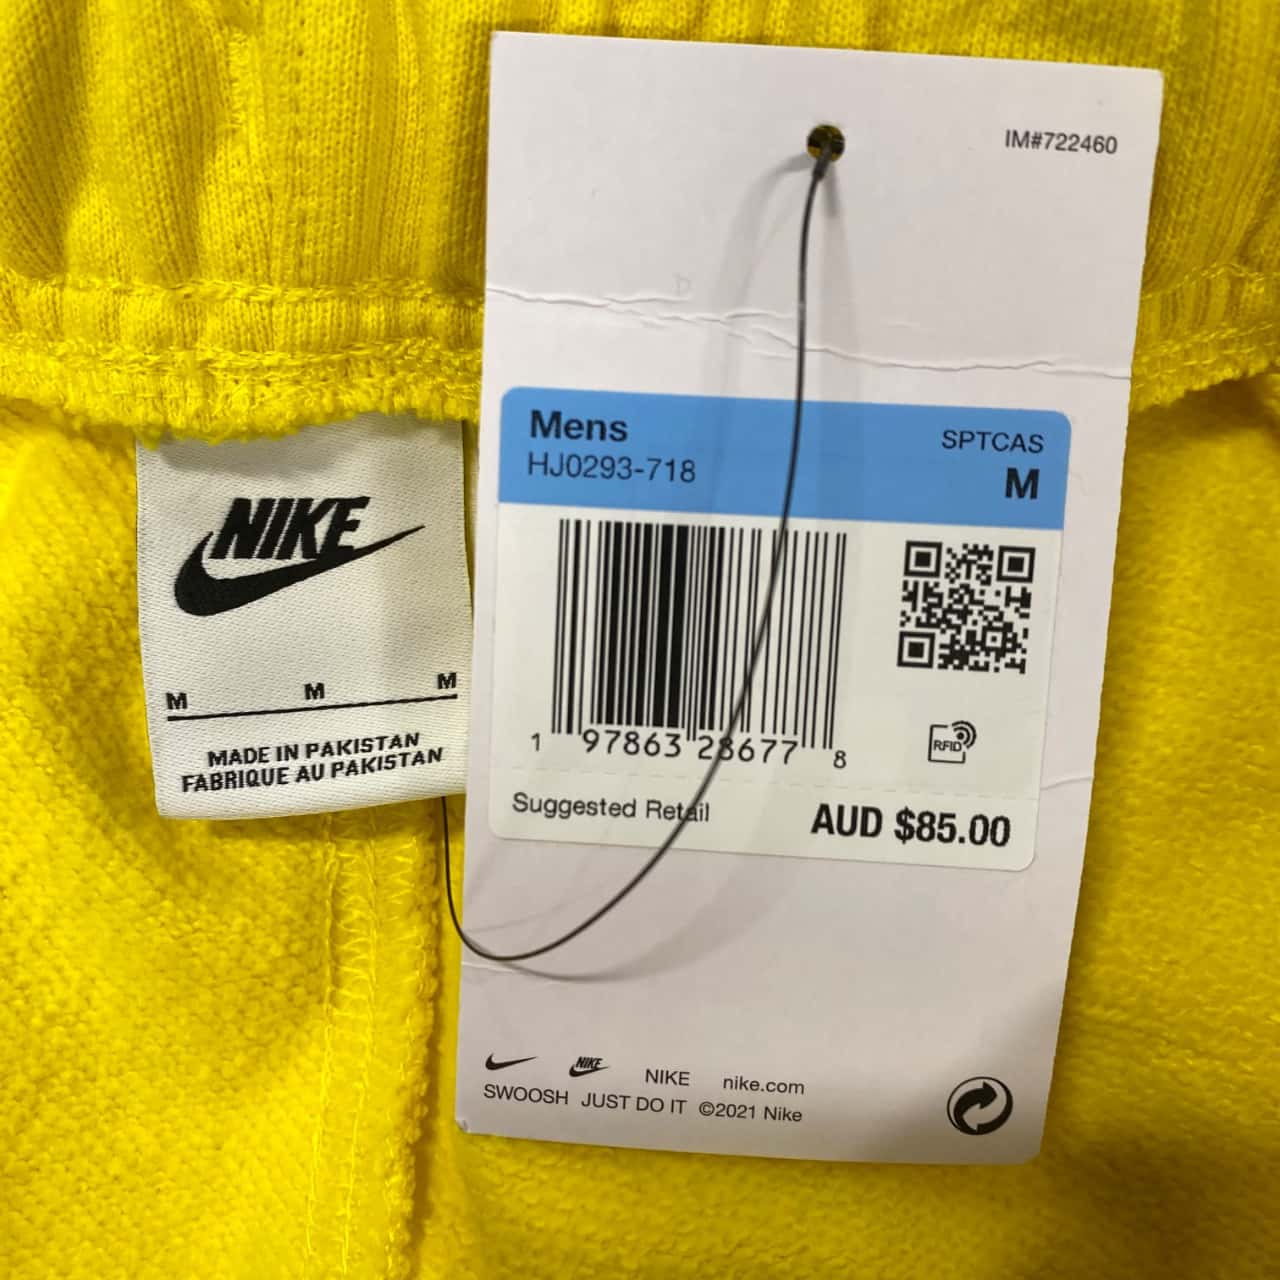 IM#722460
Mens
SPTCAS
HJ0293-718
M
1 97863 28677 8
RFID
Suggested Retail
AUD $85.00
NIKE
NIKE
nike.com
SWOOSH JUST DO IT ©2021 Nike
NIKE
M M M
MADE IN PAKISTAN
FABRIQUE AU PAKISTAN